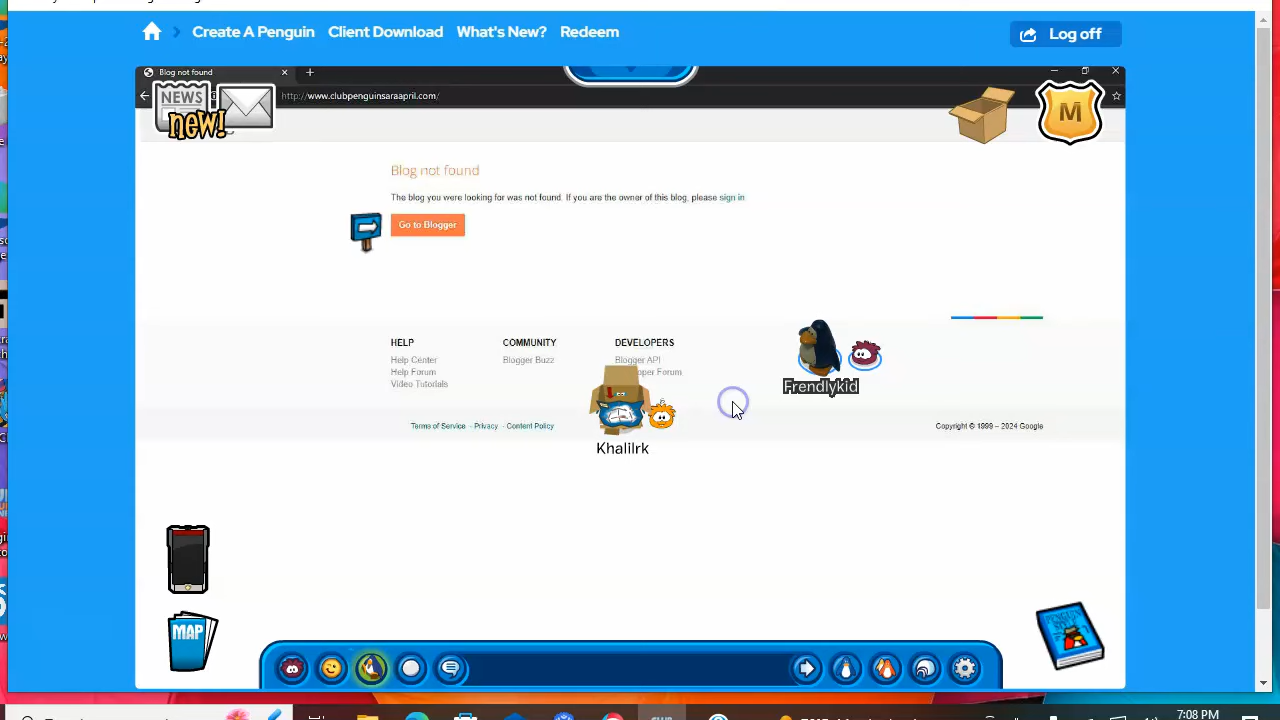 Create A Penguin Client Download What's New? Redeem Log off
Blog not found
NEWS
new!
http://www.clubpenguinsaraapril.com/
M
Blog not found
The blog you were looking for was not found. If you are the owner of this blog, please sign in
Go to Blogger
HELP COMMUNITY DEVELOPERS
Help Center Blogger Buzz Blogger API
Help Forum oper Forum
Video Tutorials
Frendlykid
Terms of Service - Privacy - Content Policy Copyright © 1999 – 2024 Google
Khalilrk
MAP
7:08 PM